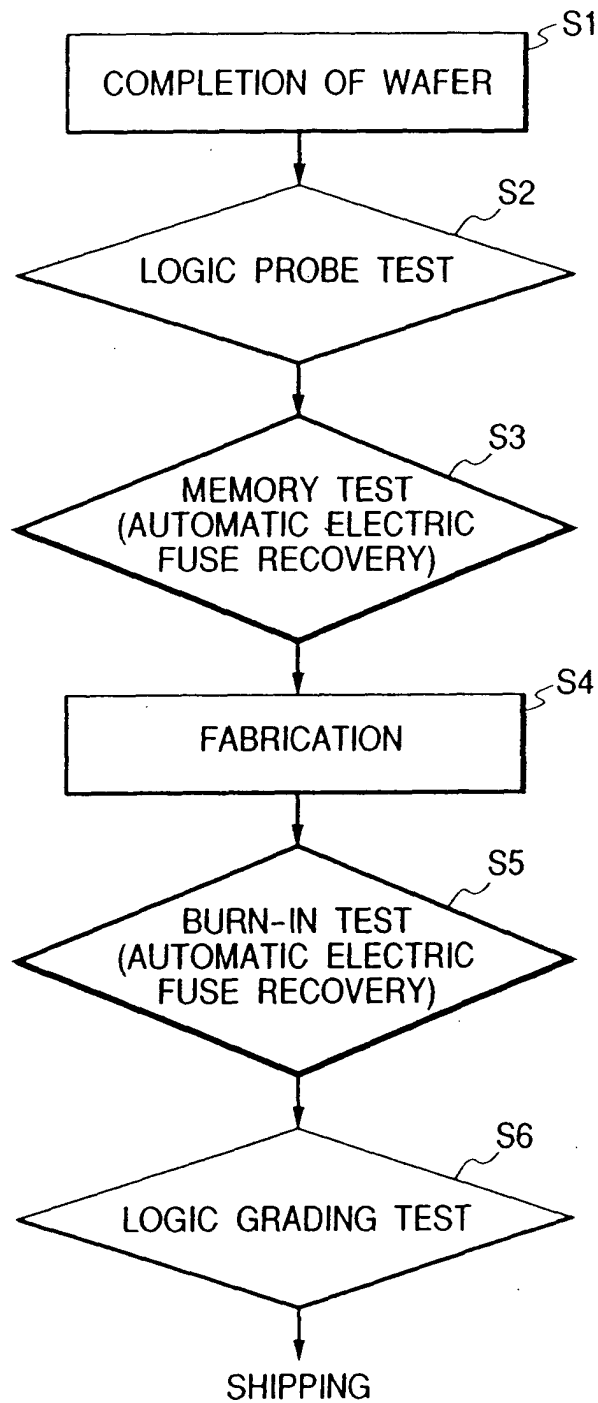 S1
COMPLETION OF WAFER
S2
LOGIC PROBE TEST
S3
MEMORY TEST
(AUTOMATIC ELECTRIC
FUSE RECOVERY)
S4
FABRICATION
S5
BURN-IN TEST
(AUTOMATIC ELECTRIC
FUSE RECOVERY)
S6
LOGIC GRADING TEST
SHIPPING